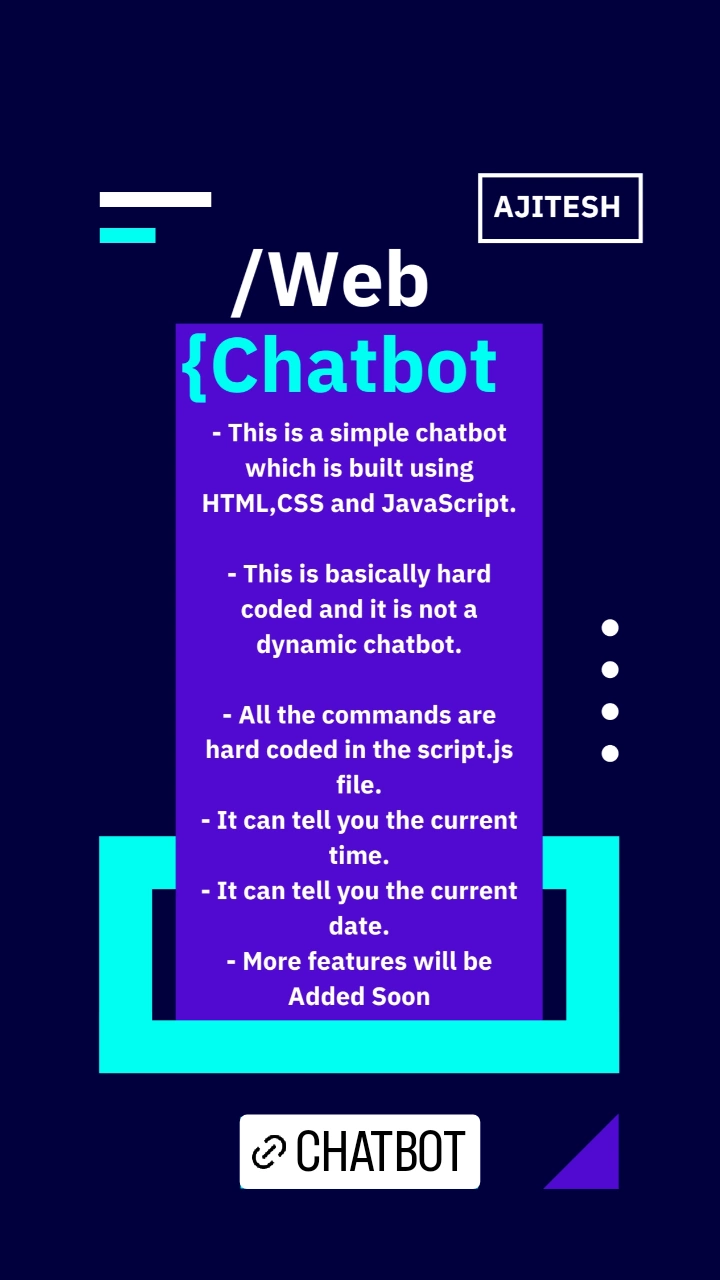 AJITESH
/Web
{Chatbot
- This is a simple chatbot
which is built using
HTML,CSS and JavaScript.
- This is basically hard
coded and it is not a
dynamic chatbot.
- All the commands are
hard coded in the script.js
file.
- It can tell you the current
time.
- It can tell you the current
date.
- More features will be
Added Soon
CHATBOT